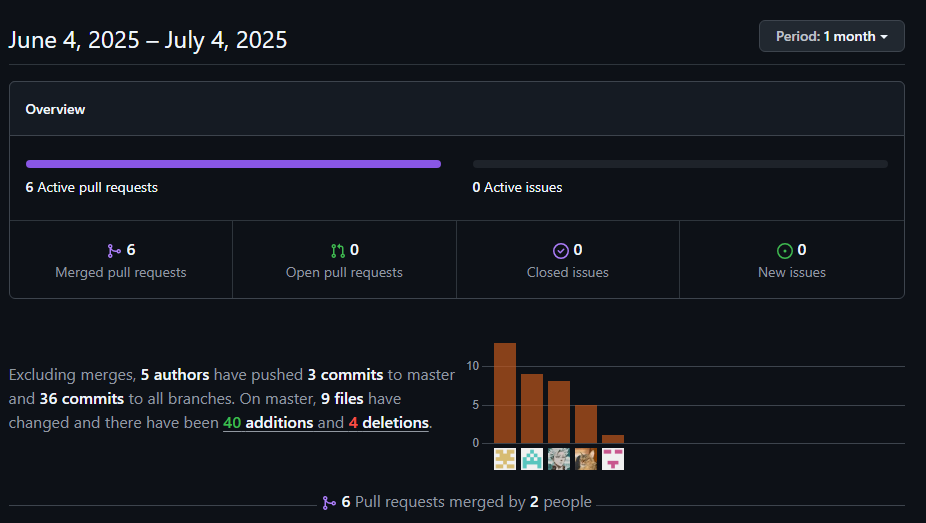 June 4, 2025 – July 4, 2025
Period: 1 month
Overview
6 Active pull requests
0 Active issues
6
Merged pull requests
0
Open pull requests
0
Closed issues
0
New issues
Excluding merges, 5 authors have pushed 3 commits to master
and 36 commits to all branches. On master, 9 files have
changed and there have been 40 additions and 4 deletions.
10
5
0
6 Pull requests merged by 2 people